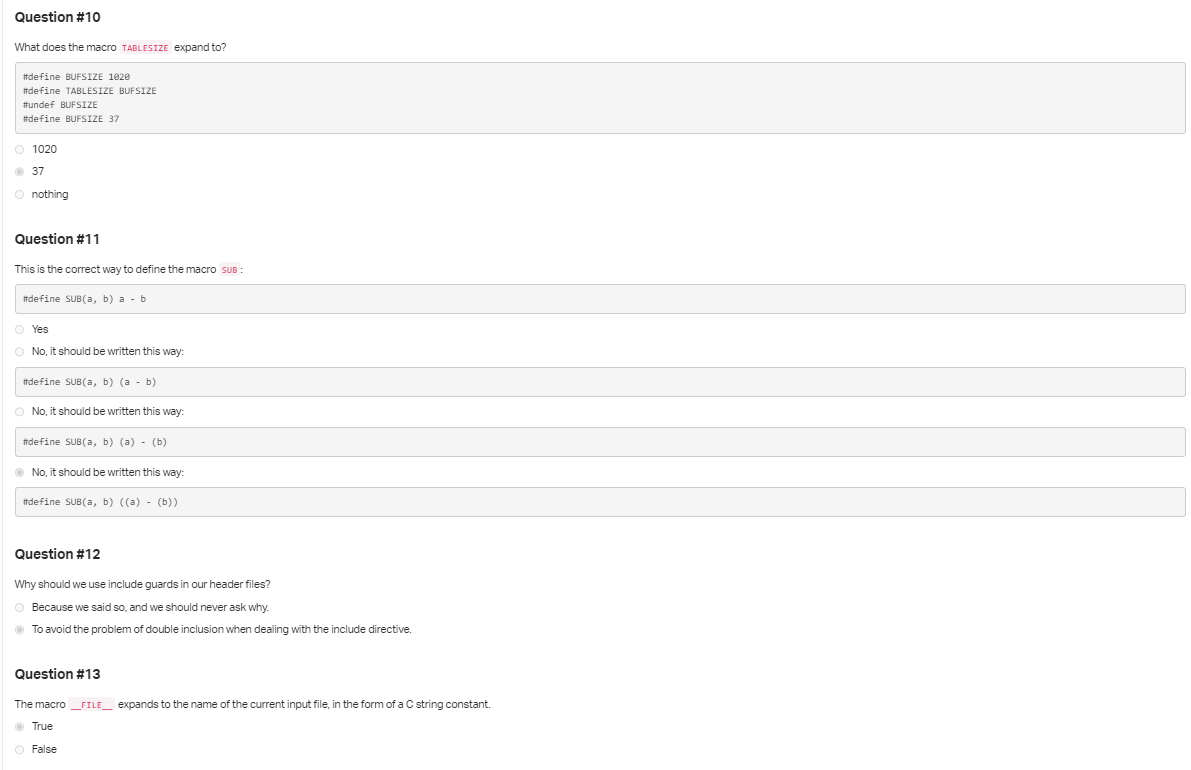 Question #10
What does the macro TABLESIZE expand to?
#define BUFSIZE 1020
#define TABLESIZE BUFSIZE
#undef BUFSIZE
#define BUFSIZE 37
1020
37
nothing
Question #11
This is the correct way to define the macro SUB:
#define SUB(a, b) a - b
Yes
No, it should be written this way:
#define SUB(a, b) (a - b)
No, it should be written this way:
#define SUB(a, b) (a) - (b)
No, it should be written this way:
#define SUB(a, b) ((a) - (b))
Question #12
Why should we use include guards in our header files?
Because we said so, and we should never ask why.
To avoid the problem of double inclusion when dealing with the include directive.
Question #13
The macro __FILE__ expands to the name of the current input file, in the form of a C string constant.
True
False